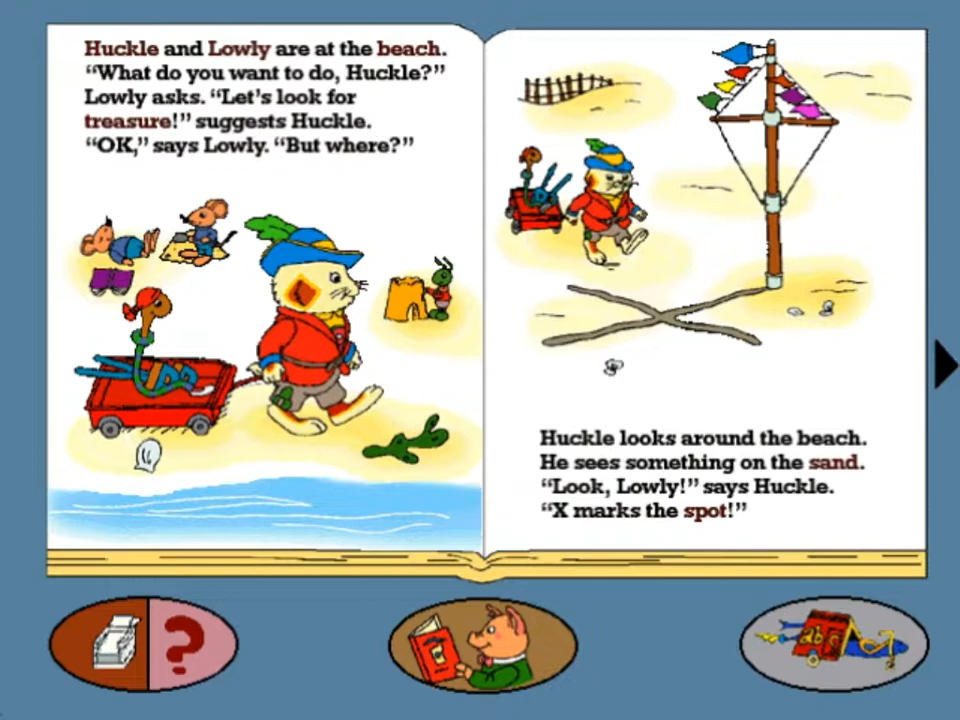 Huckle and Lowly are at the beach.
“What do you want to do, Huckle?”
Lowly asks. “Let’s look for
treasure!” suggests Huckle.
“OK,” says Lowly. “But where?”
Huckle looks around the beach.
He sees something on the sand.
“Look, Lowly!” says Huckle.
“X marks the spot!”
?
abc